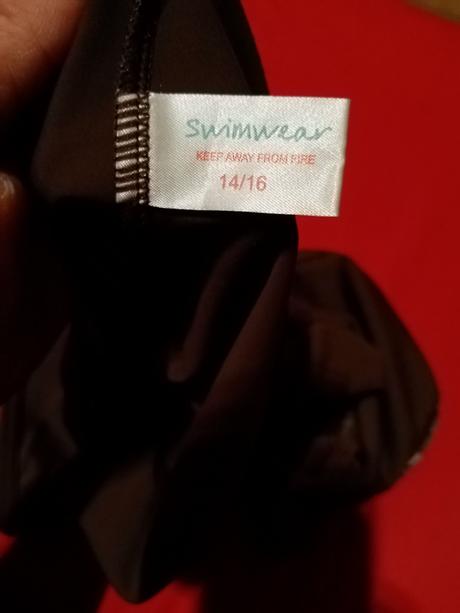 Swimwear
KEEP AWAY FROM FIRE
14/16